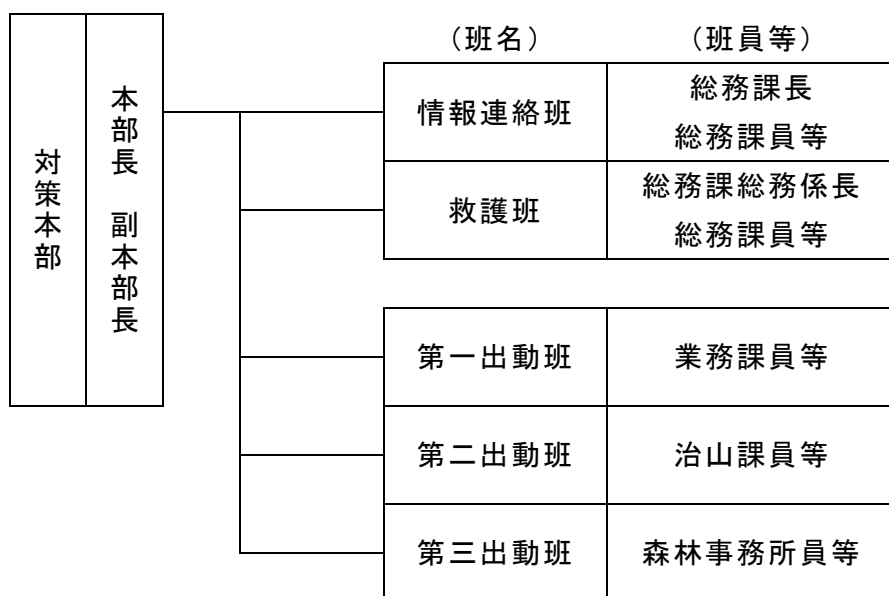 対策本部
本部長　副本部長
（班名）　（班員等）
情報連絡班
総務課長
総務課員等
救護班
総務課総務係長
総務課員等
第一出動班
業務課員等
第二出動班
治山課員等
第三出動班
森林事務所員等